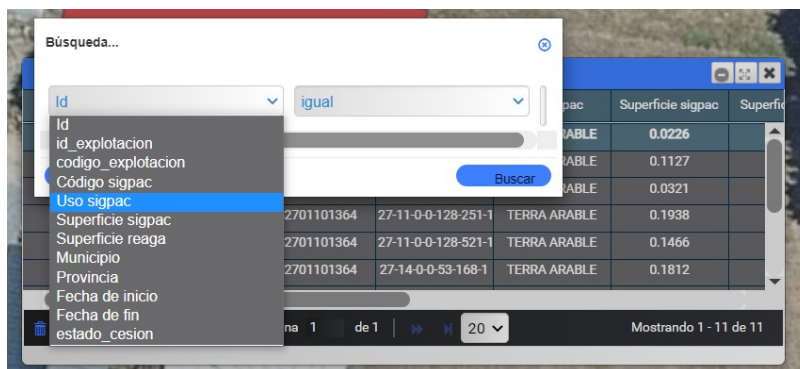 Búsqueda...
Id igual
Id
id_explotacion
codigo_explotacion
Código sigpac
Uso sigpac
Superficie sigpac
Superficie reaga
Municipio
Provincia
Fecha de inicio
Fecha de fin
estado_cesion
Buscar
Superficie sigpac
0.0226
0.1127
0.0321
2701101364 27-11-0-0-128-251-1 TERRA ARABLE 0.1938
2701101364 27-11-0-0-128-521-1 TERRA ARABLE 0.1466
2701101364 27-14-0-0-53-168-1 TERRA ARABLE 0.1812
1 de 1 20 Mostrando 1 - 11 de 11